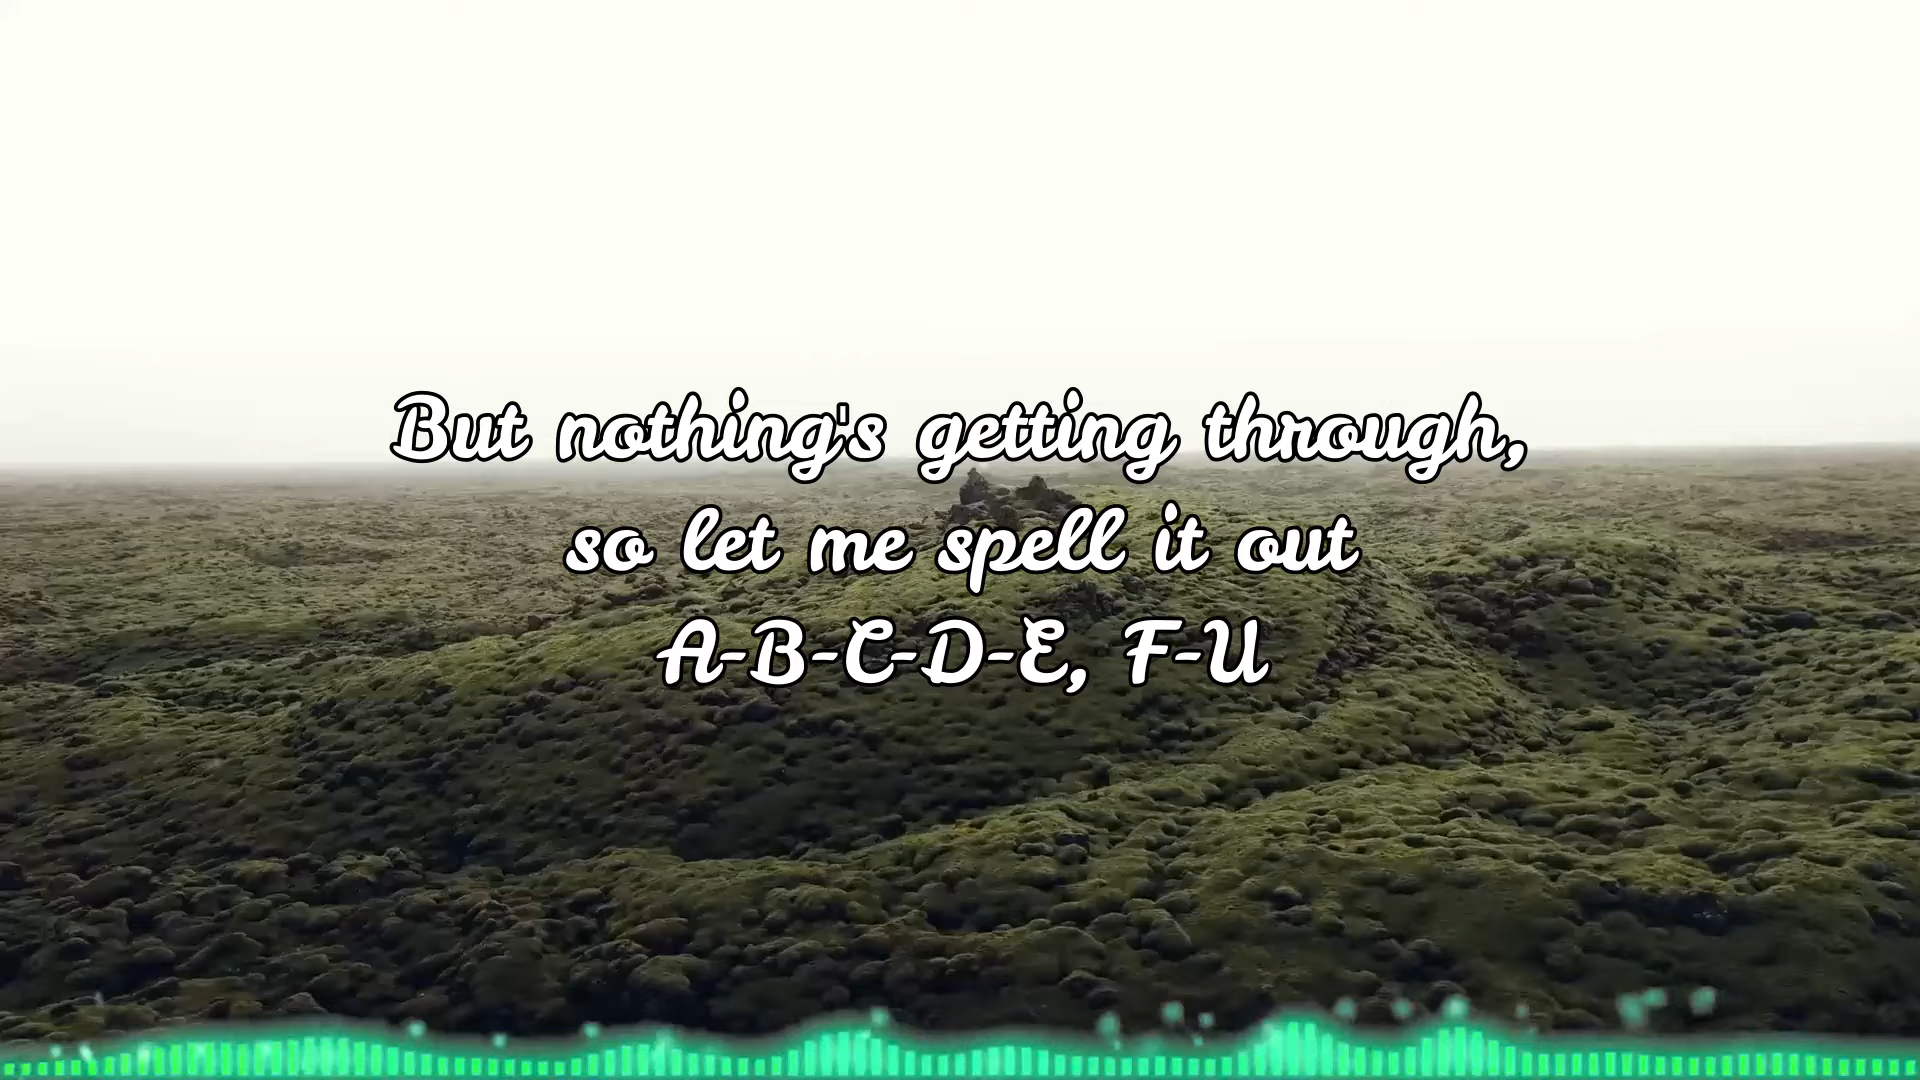 But nothing's getting through,
so let me spell it out
A-B-C-D-E, F-U